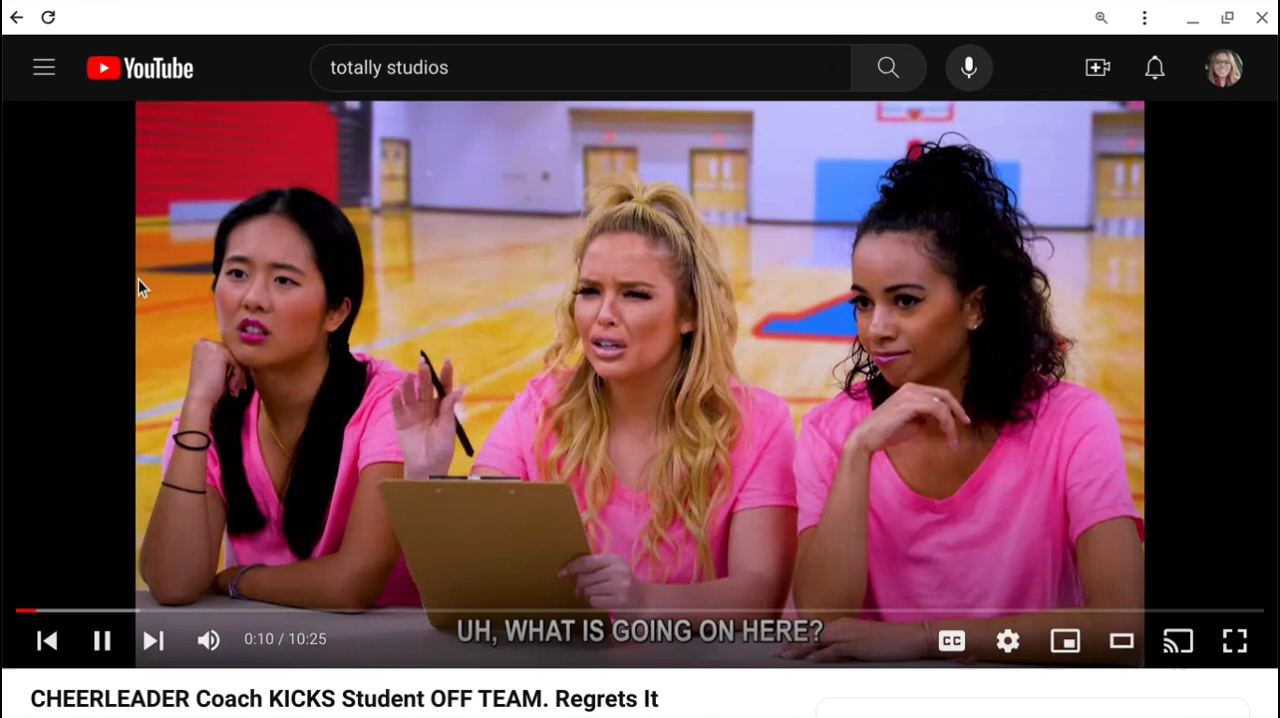 YouTube
totally studios
UH, WHAT IS GOING ON HERE?
0:10 / 10:25
CC
CHEERLEADER Coach KICKS Student OFF TEAM. Regrets It